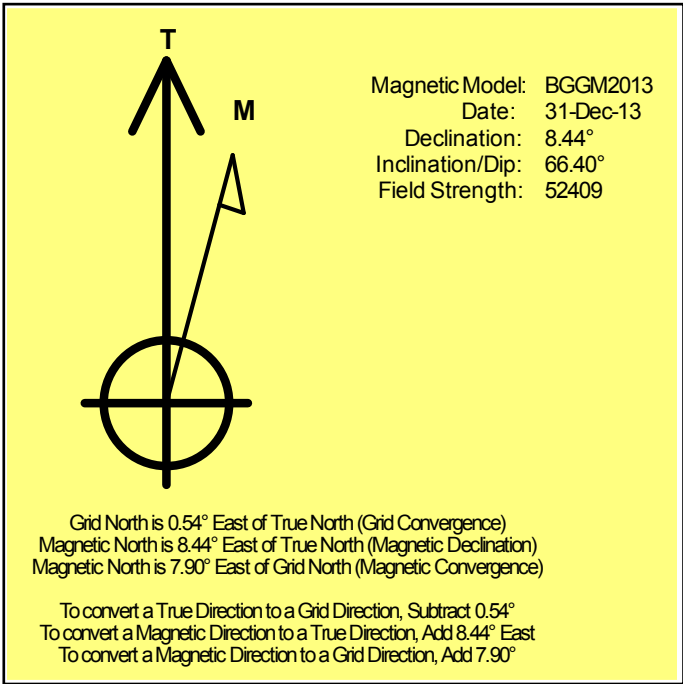 T
M
Magnetic Model: BGGM2013
Date: 31-Dec-13
Declination: 8.44°
Inclination/Dip: 66.40°
Field Strength: 52409
Grid North is 0.54° East of True North (Grid Convergence)
Magnetic North is 8.44° East of True North (Magnetic Declination)
Magnetic North is 7.90° East of Grid North (Magnetic Convergence)
To convert a True Direction to a Grid Direction, Subtract 0.54°
To convert a Magnetic Direction to a True Direction, Add 8.44° East
To convert a Magnetic Direction to a Grid Direction, Add 7.90°